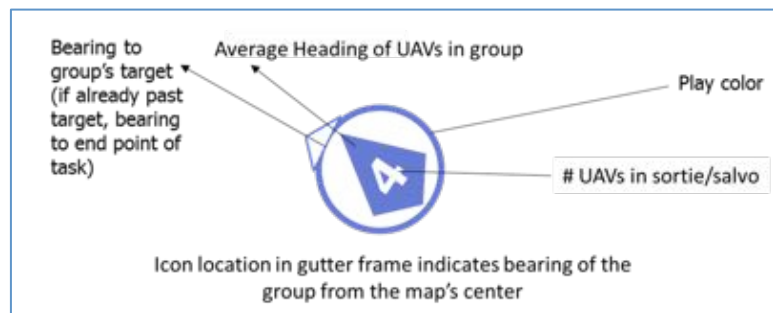 Bearing to
group's target
(if already past
target, bearing
to end point of
task)
Average Heading of UAVs in group
Play color
4
# UAVs in sortie/salvo
Icon location in gutter frame indicates bearing of the
group from the map's center